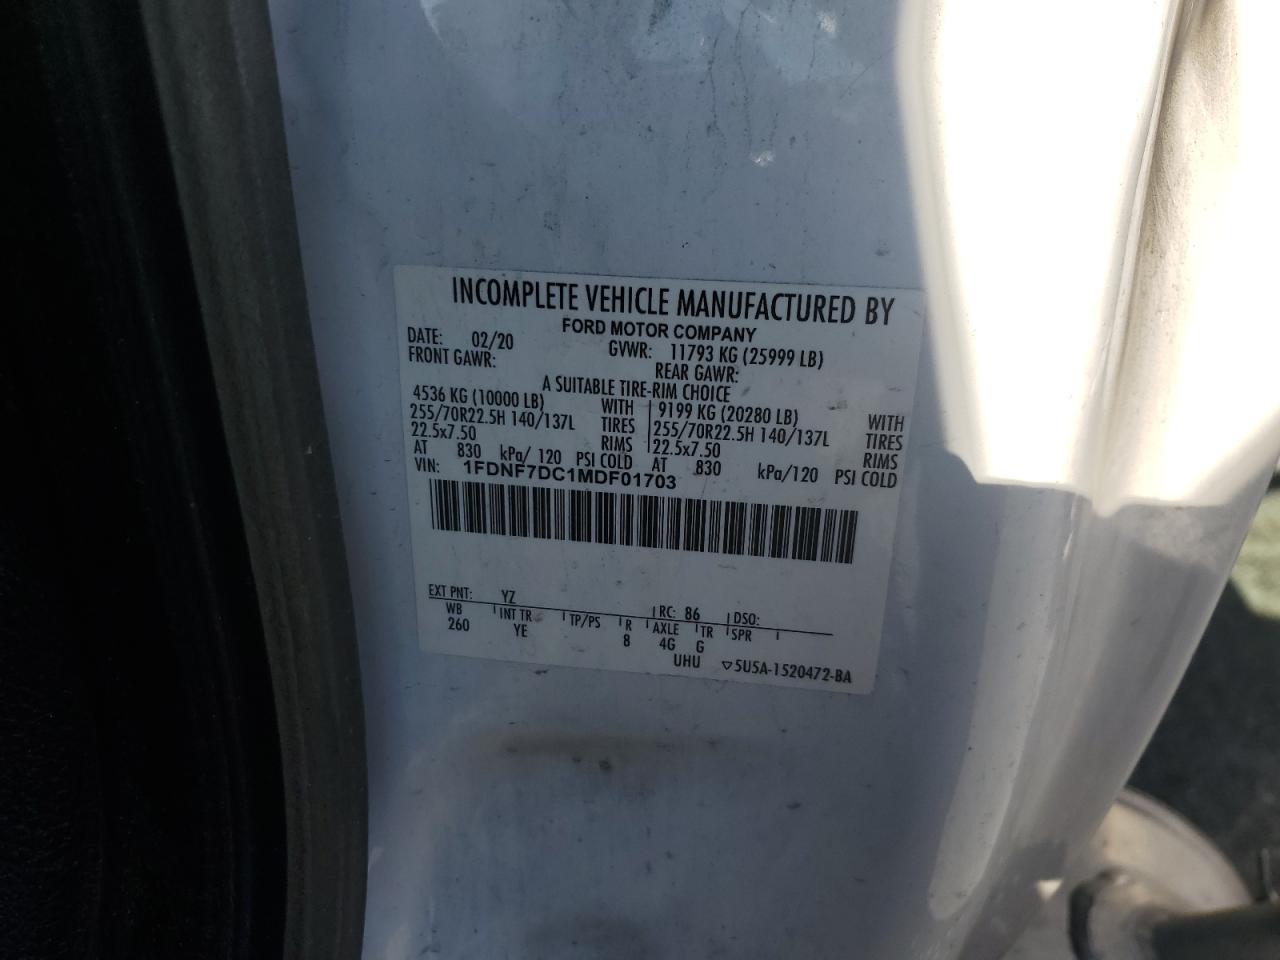 INCOMPLETE VEHICLE MANUFACTURED BY
FORD MOTOR COMPANY
DATE: 02/20 GVWR: 11793 KG (25999 LB)
FRONT GAWR: REAR GAWR:
A SUITABLE TIRE-RIM CHOICE
4536 KG (10000 LB) WITH 9199 KG (20280 LB) WITH
255/70R22.5H 140/137L TIRES 255/70R22.5H 140/137L TIRES
22.5x7.50 RIMS 22.5x7.50 RIMS
AT 830 kPa/ 120 PSI COLD AT 830 kPa/120 PSI COLD
VIN: 1FDNF7DC1MDF01703
EXT PNT: YZ RC: 86 DSO:
WB INT TR TP/PS R AXLE TR SPR
260 YE 8 4G G
UHU ▽5U5A-1520472-BA